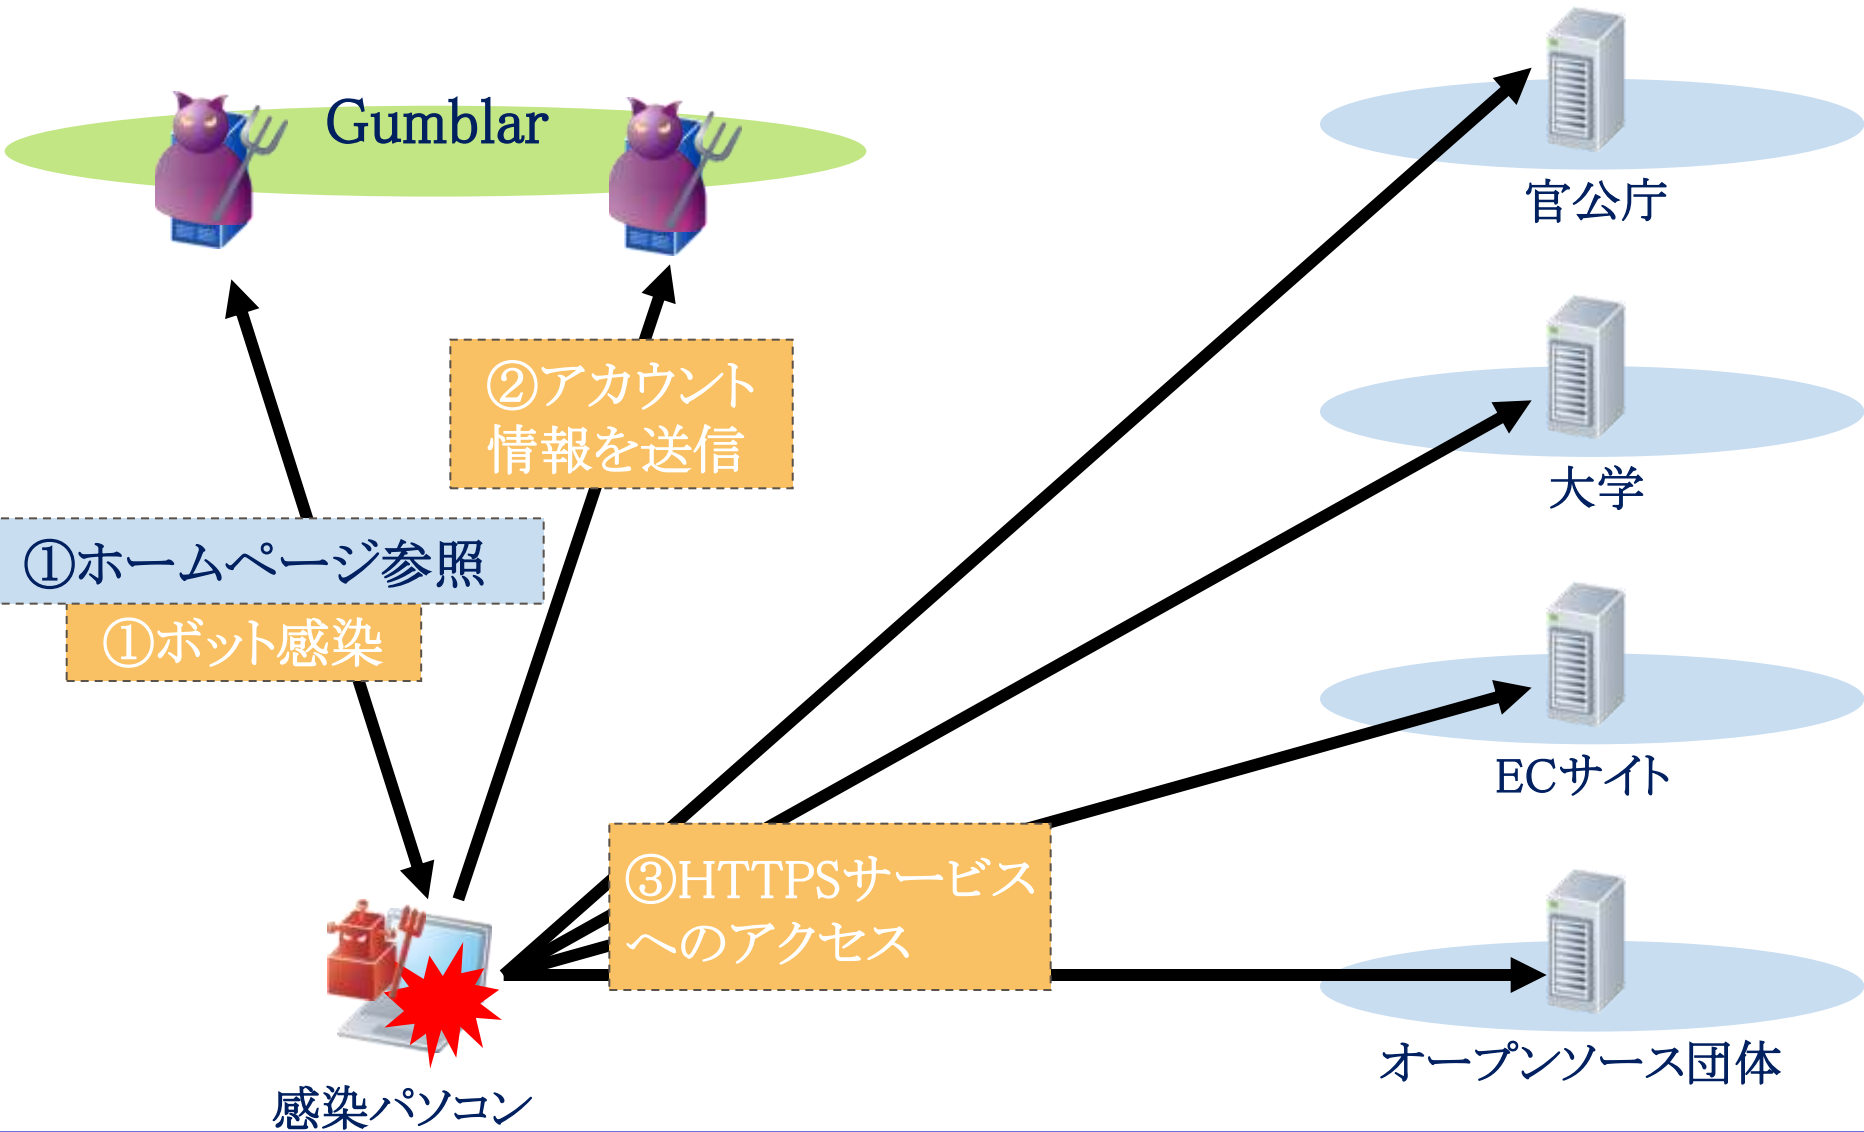 Gumblar
官公庁
②アカウント
情報を送信
大学
①ホームページ参照
①ボット感染
ECサイト
③HTTPSサービス
へのアクセス
オープンソース団体
感染パソコン